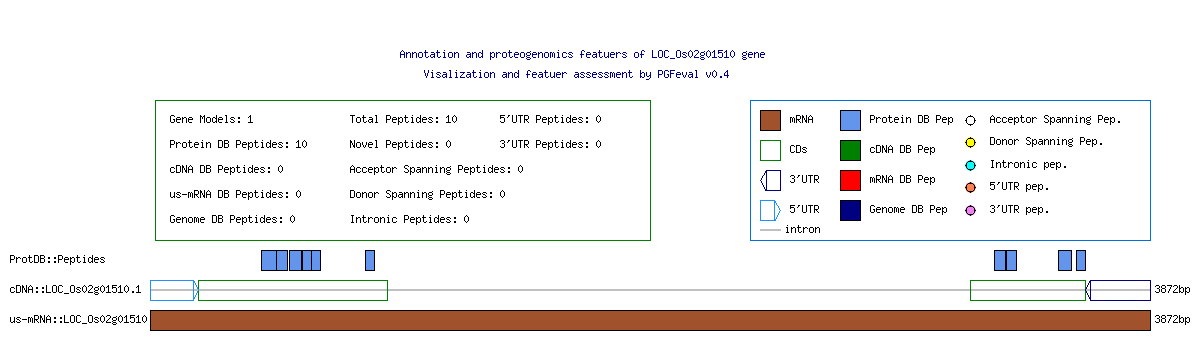 Annotation and proteogenomics featuers of LOC_Os02g01510 gene
Visalization and featuer assessment by PGFeval v0.4
Gene Models: 1 Total Peptides: 10 5'UTR Peptides: 0
Protein DB Peptides: 10 Novel Peptides: 0 3'UTR Peptides: 0
cDNA DB Peptides: 0 Acceptor Spanning Peptides: 0
us-mRNA DB Peptides: 0 Donor Spanning Peptides: 0
Genome DB Peptides: 0 Intronic Peptides: 0
mRNA Protein DB Pep Acceptor Spanning Pep.
CDs cDNA DB Pep Donor Spanning Pep.
3'UTR mRNA DB Pep Intronic pep.
5'UTR Genome DB Pep 5'UTR pep.
intron 3'UTR pep.
ProtDB::Peptides
cDNA::LOC_Os02g01510.1 3872bp
us-mRNA::LOC_Os02g01510 3872bp